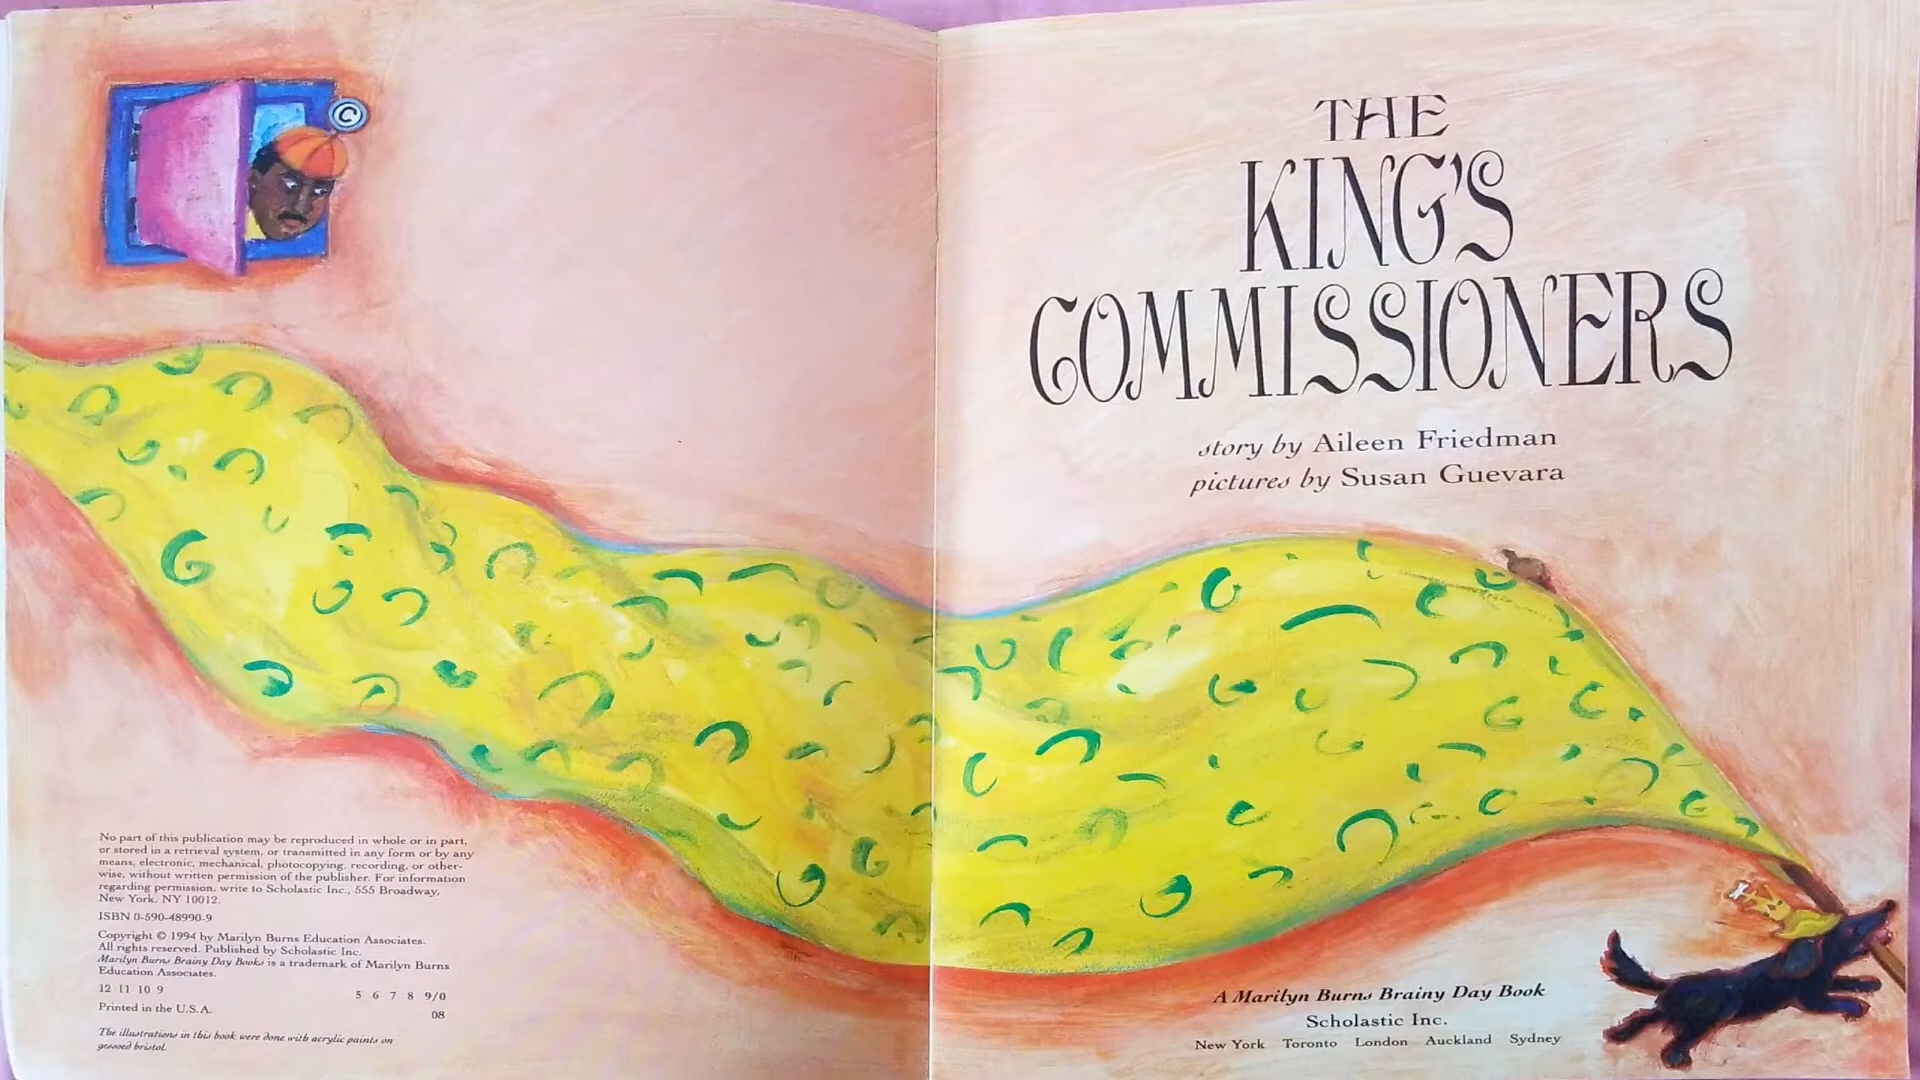 ©
No part of this publication may be reproduced in whole or in part,
or stored in a retrieval system, or transmitted in any form or by any
means, electronic, mechanical, photocopying, recording, or other-
wise, without written permission of the publisher. For information
regarding permission, write to Scholastic Inc., 555 Broadway,
New York, NY 10012.
ISBN 0-590-48990-9
Copyright © 1994 by Marilyn Burns Education Associates.
All rights reserved. Published by Scholastic Inc.
Marilyn Burns Brainy Day Books is a trademark of Marilyn Burns
Education Associates.
12 11 10 9 5 6 7 8 9/0
Printed in the U.S.A. 08
The illustrations in this book were done with acrylic paints on
gessoed bristol.
THE
KING'S
COMMISSIONERS
story by Aileen Friedman
pictures by Susan Guevara
A Marilyn Burns Brainy Day Book
Scholastic Inc.
New York Toronto London Auckland Sydney